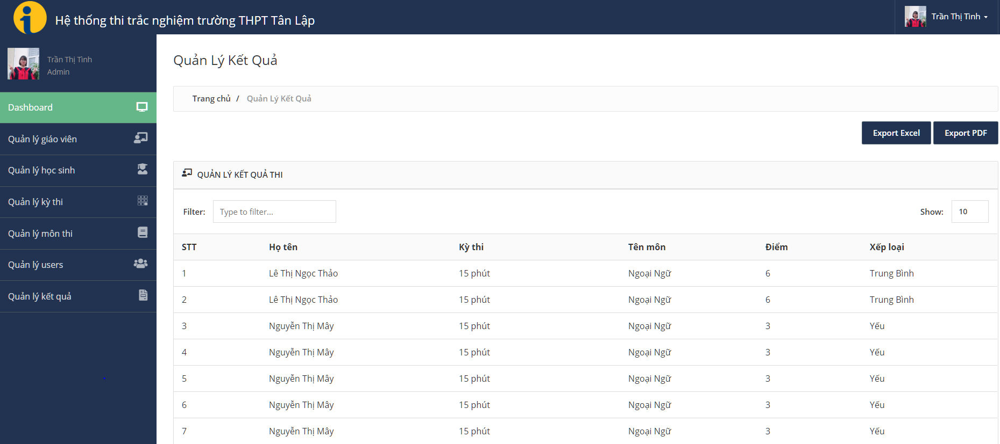 Hệ thống thi trắc nghiệm trường THPT Tân Lập
Trần Thị Tình
Trần Thị Tình
Admin
Dashboard
Quản lý giáo viên
Quản lý học sinh
Quản lý kỳ thi
Quản lý môn thi
Quản lý users
Quản lý kết quả
Quản Lý Kết Quả
Trang chủ / Quản Lý Kết Quả
Export Excel Export PDF
QUẢN LÝ KẾT QUẢ THI
Filter: Type to filter... Show: 10
STT Họ tên Kỳ thi Tên môn Điểm Xếp loại
1 Lê Thị Ngọc Thảo 15 phút Ngoại Ngữ 6 Trung Bình
2 Lê Thị Ngọc Thảo 15 phút Ngoại Ngữ 6 Trung Bình
3 Nguyễn Thị Mây 15 phút Ngoại Ngữ 3 Yếu
4 Nguyễn Thị Mây 15 phút Ngoại Ngữ 3 Yếu
5 Nguyễn Thị Mây 15 phút Ngoại Ngữ 3 Yếu
6 Nguyễn Thị Mây 15 phút Ngoại Ngữ 3 Yếu
7 Nguyễn Thị Mây 15 phút Ngoại Ngữ 3 Yếu